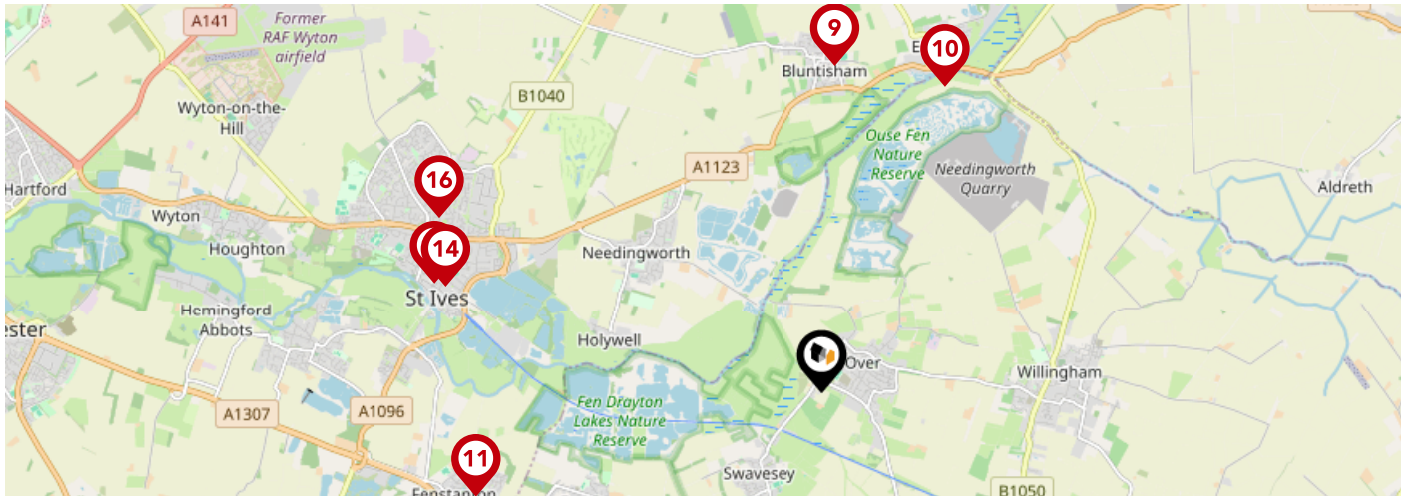 A141
Former
RAF Wyton
airfield
9
10
E
Bluntisham
B1040
Wyton-on-the-
Hill
Ouse Fen
Nature
Reserve
A1123
Needingworth
Quarry
16
Hartford
Aldreth
Wyton
Houghton
14
Needingworth
St Ives
Hemingford
Abbots
ester
Holywell
Over
Willingham
A1307
A1096
Fen Drayton
Lakes Nature
Reserve
11
Swavesey
Fenstanton
B1050